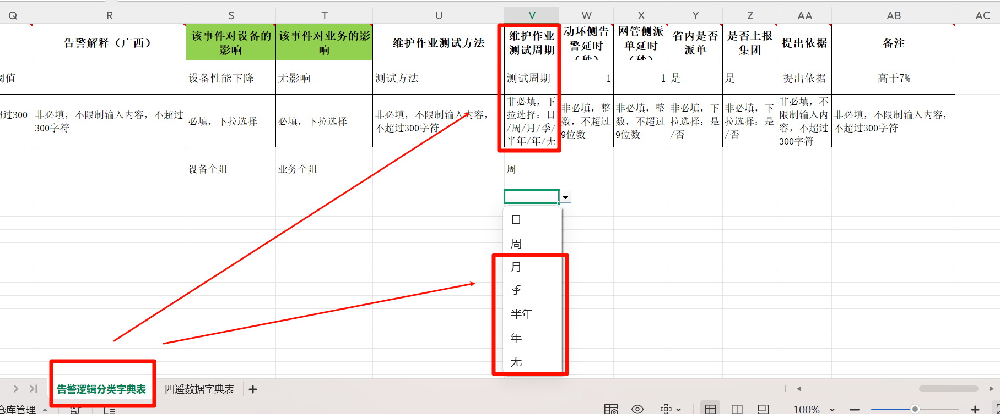 Q R S T U V W X Y Z AA AB AC
告警解释（广西）
该事件对设备的
影响
该事件对业务的影
响
维护作业测试方法
维护作业
测试周期
动环侧告
警延时
（秒）
网管侧派
单延时
（秒）
省内是否
派单
是否上报
集团
提出依据
备注
阈值
设备性能下降
无影响
测试方法
测试周期
1
1
是
是
提出依据
高于7%
超过300
非必填，不限制输入内容，不超过
300字符
必填，下拉选择
必填，下拉选择
非必填，不限制输入内容，
不超过300字符
非必填，下
拉选择：日
/周/月/季/
半年/年/无
非必填，整
数，不超过
9位数
非必填，整
数，不超过
9位数
非必填，下
拉选择：是
/否
非必填，下
拉选择：是
/否
非必填，不
限制输入内
容，不超过
300字符
非必填，不限制输入内容，
不超过300字符
设备全阻
业务全阻
周
日
周
月
季
半年
年
无
告警逻辑分类字典表
四遥数据字典表
仓库管理
100%